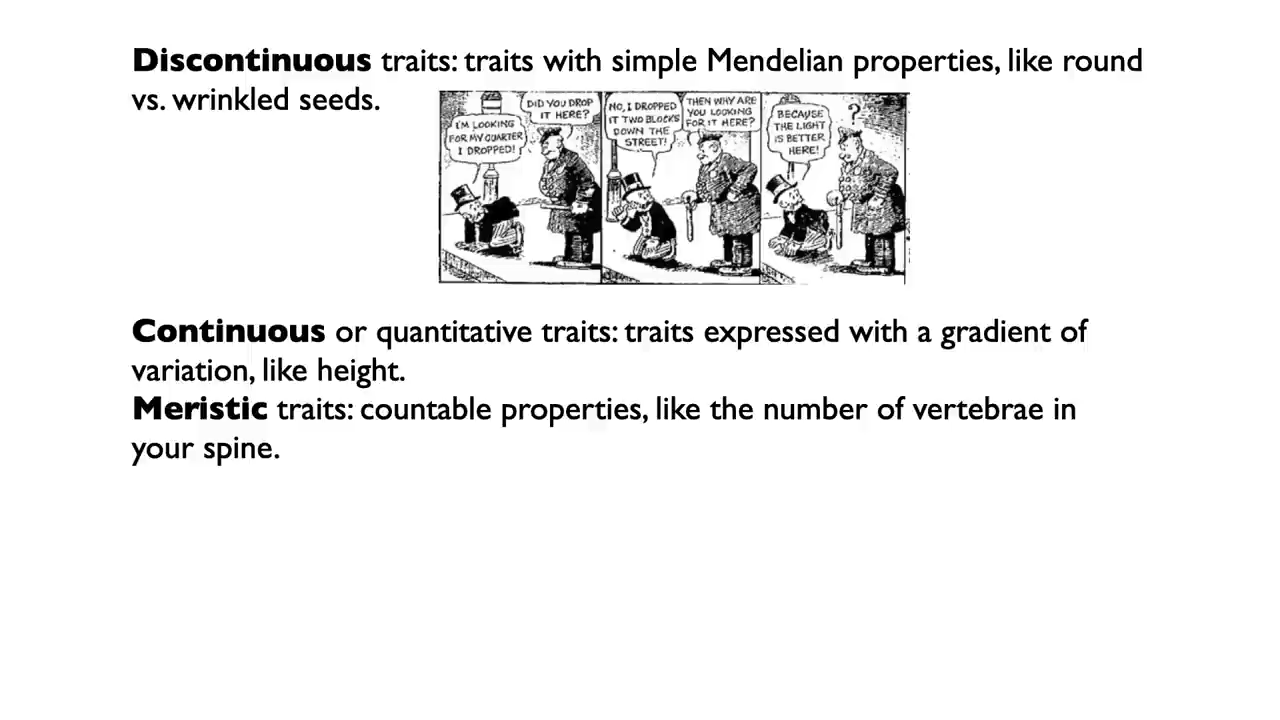 Discontinuous traits: traits with simple Mendelian properties, like round
vs. wrinkled seeds.
I'M LOOKING
FOR MY QUARTER
I DROPPED!
DID YOU DROP
IT HERE?
NO, I DROPPED
IT TWO BLOCKS
DOWN THE
STREET!
THEN WHY ARE
YOU LOOKING
FOR IT HERE?
BECAUSE
THE LIGHT
IS BETTER
HERE!
?
Continuous or quantitative traits: traits expressed with a gradient of
variation, like height.
Meristic traits: countable properties, like the number of vertebrae in
your spine.